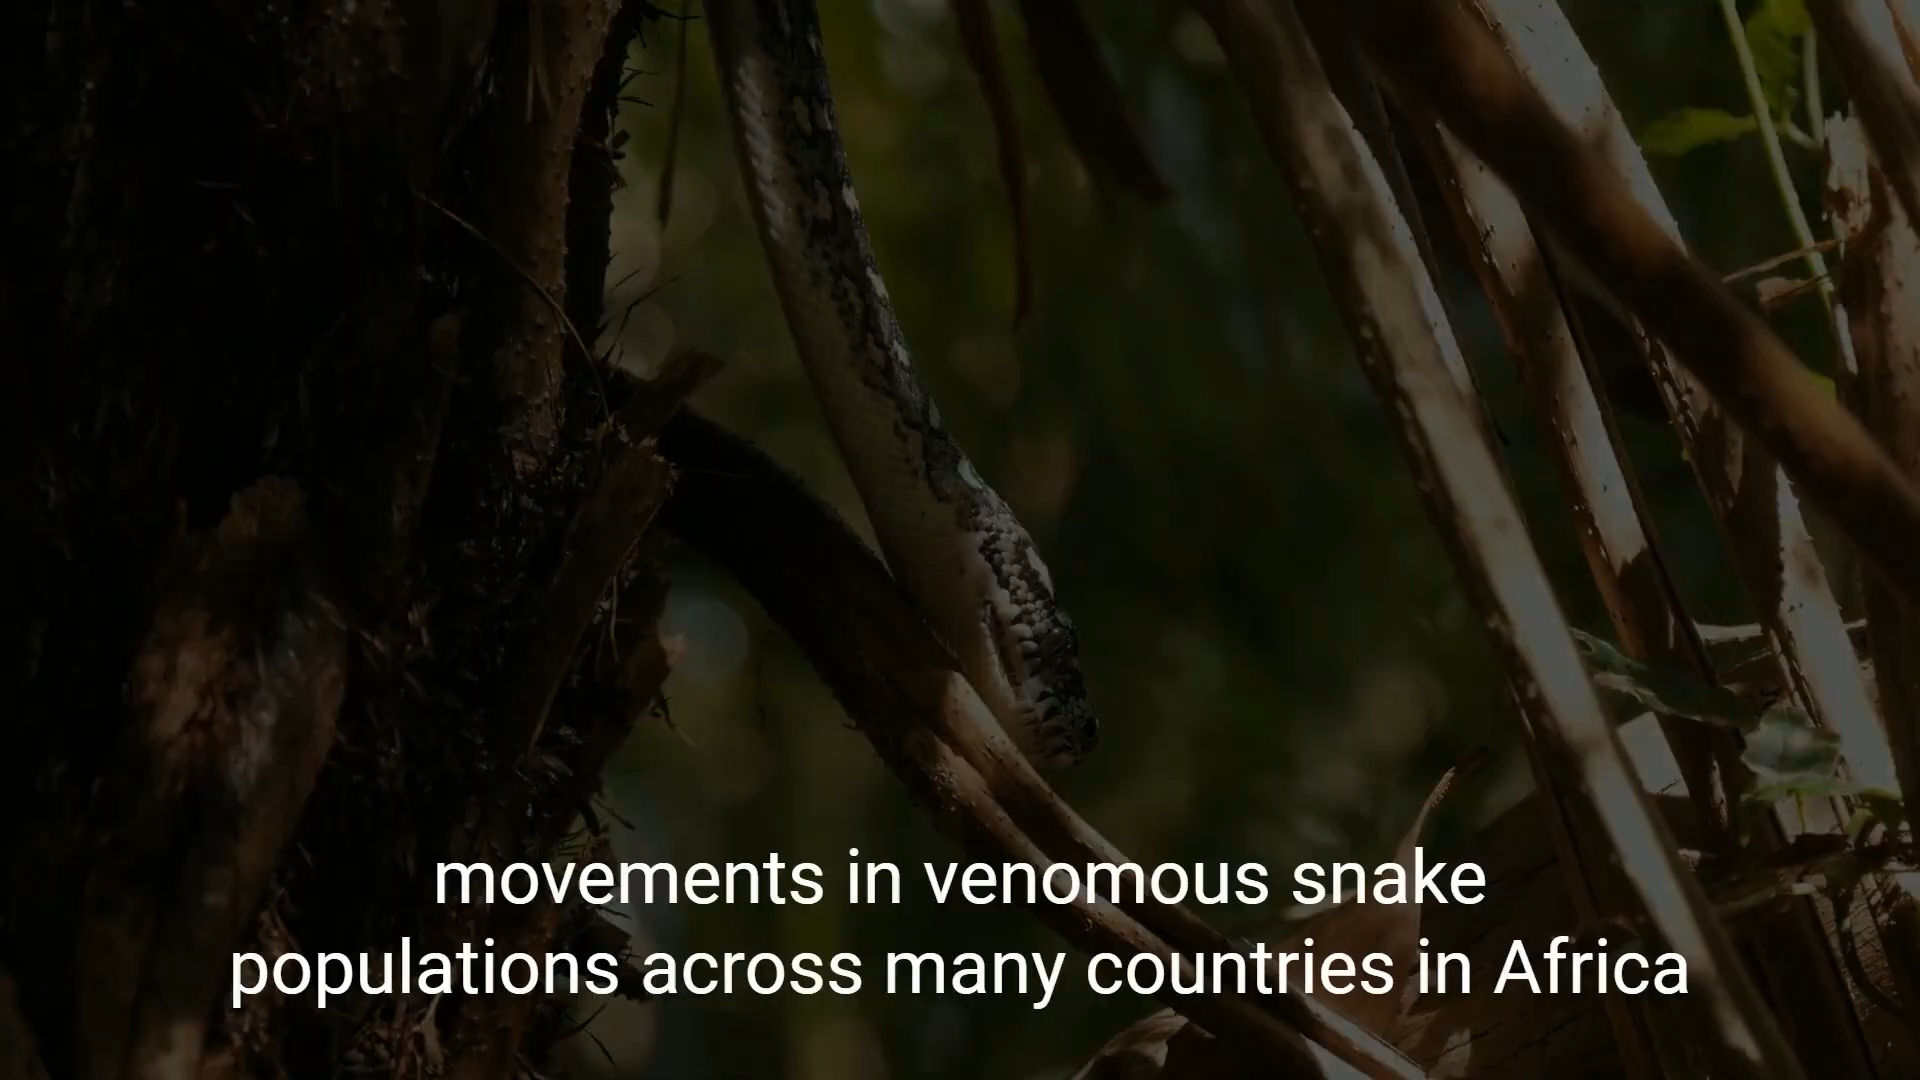 movements in venomous snake
populations across many countries in Africa